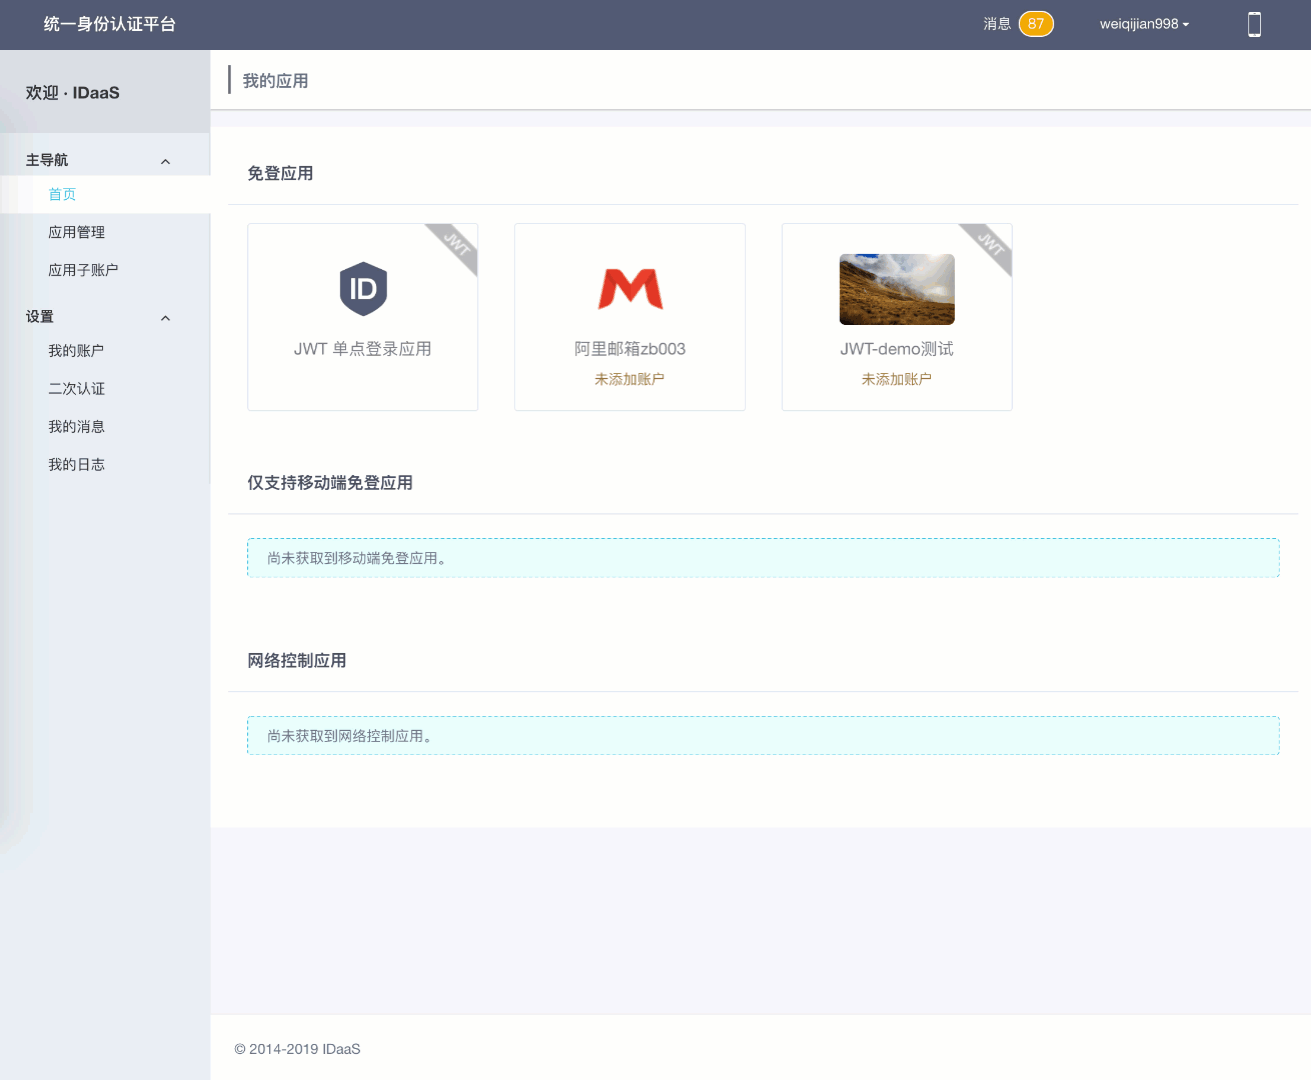 统一身份认证平台
消息 87
weiqijian998
欢迎 · IDaaS
主导航
首页
应用管理
应用子账户
设置
我的账户
二次认证
我的消息
我的日志
我的应用
免登应用
JWT
ID
JWT 单点登录应用
阿里邮箱zb003
未添加账户
JWT
JWT-demo测试
未添加账户
仅支持移动端免登应用
尚未获取到移动端免登应用。
网络控制应用
尚未获取到网络控制应用。
© 2014-2019 IDaaS